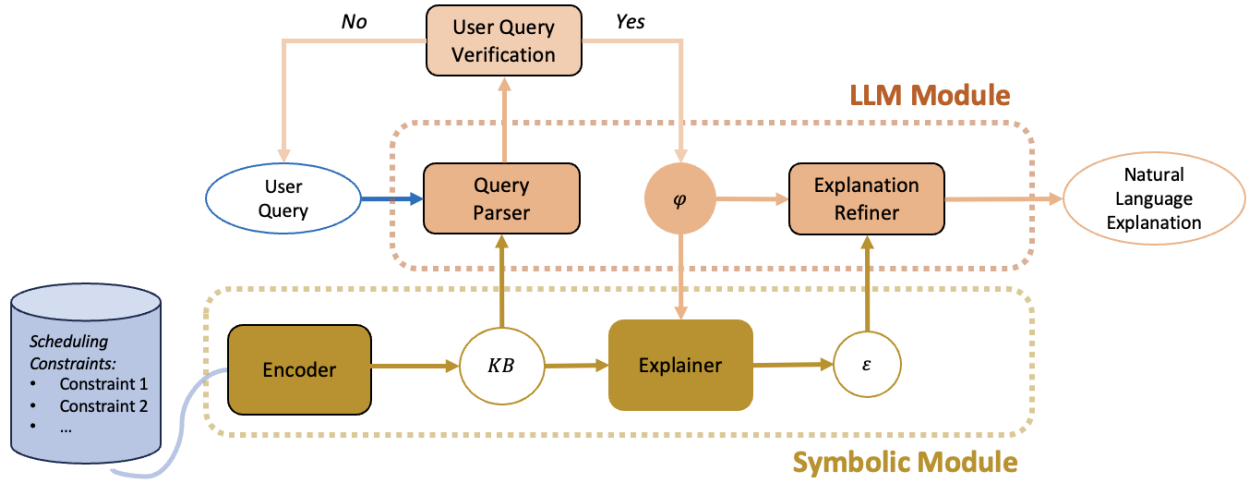 No
User Query
Verification
Yes
LLM Module
User
Query
Query
Parser
φ
Explanation
Refiner
Natural
Language
Explanation
Scheduling
Constraints:
• Constraint 1
• Constraint 2
• ...
Encoder
KB
Explainer
ε
Symbolic Module